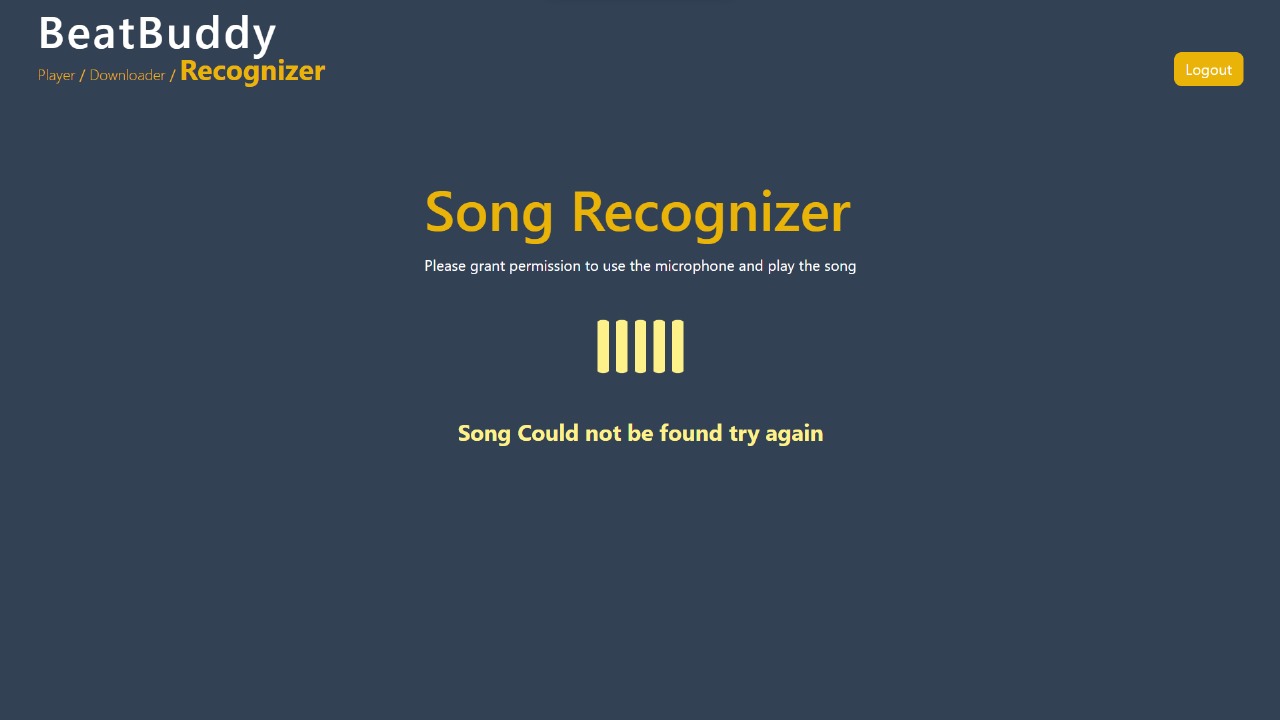 BeatBuddy
Player / Downloader / Recognizer
Logout
Song Recognizer
Please grant permission to use the microphone and play the song
Song Could not be found try again